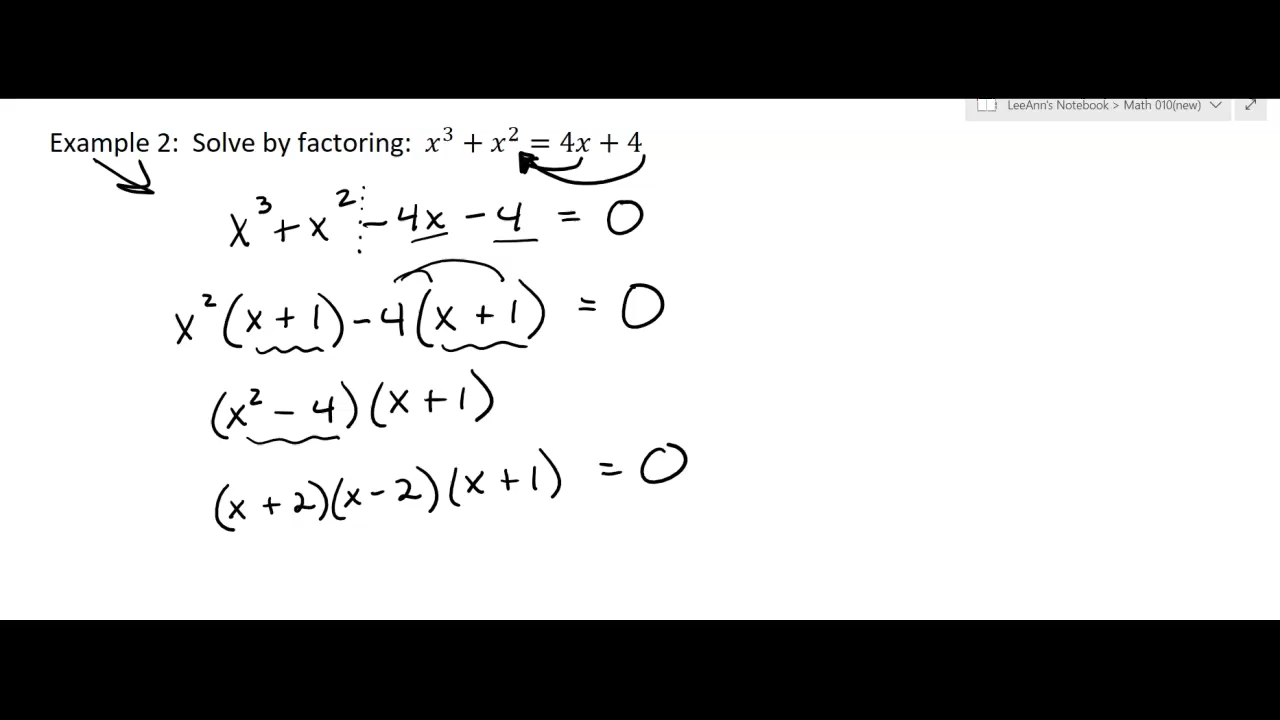 LeeAnn's Notebook > Math 010(new)
Example 2: Solve by factoring: x³ + x² = 4x + 4
x³ + x² - 4x - 4 = 0
x²(x + 1) - 4(x + 1) = 0
(x² - 4)(x + 1)
(x + 2)(x - 2)(x + 1) = 0